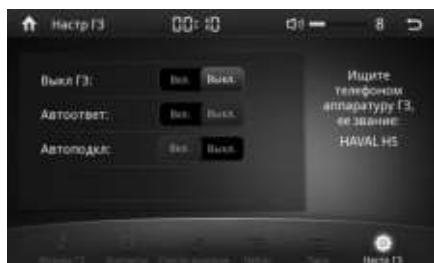 Настр ГЗ 00:10 8
Выкл ГЗ: Вкл. Выкл.
Автоответ: Вкл. Выкл.
Автоподкл: Вкл. Выкл.
Ищите
телефоном
аппаратуру ГЗ,
ее звание:
HAVAL H5
Настр ГЗ